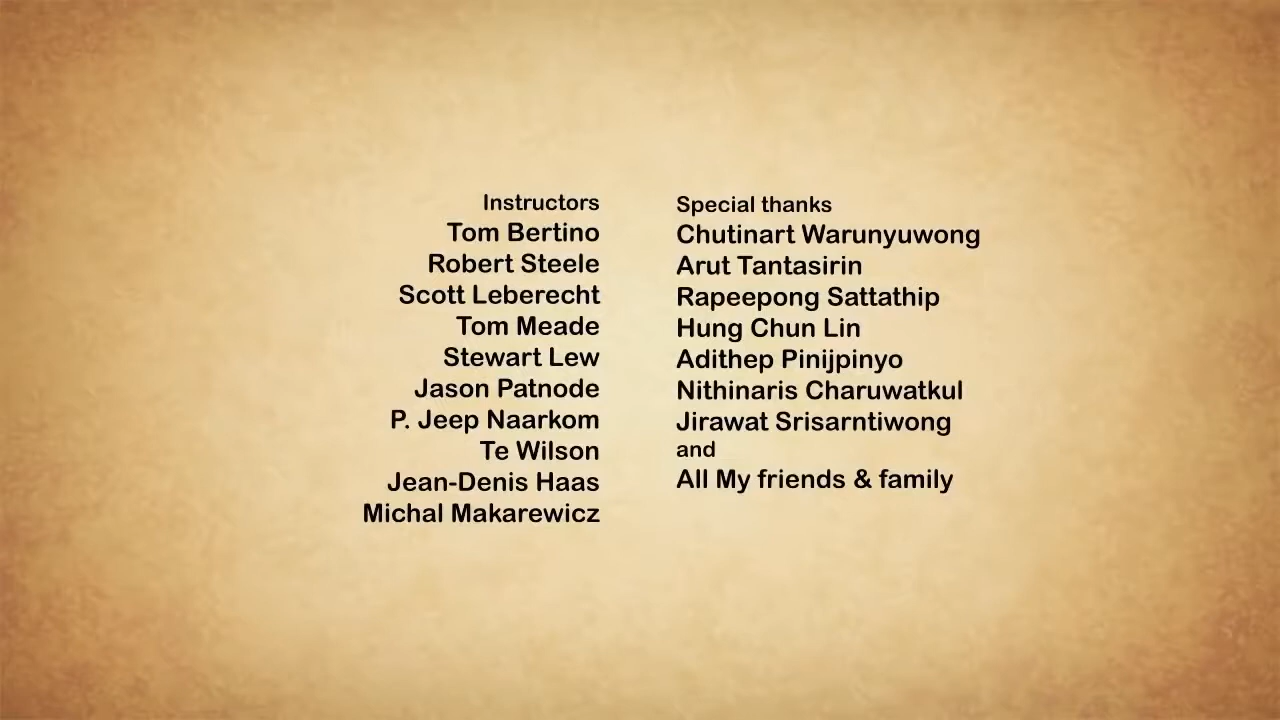 Instructors
Tom Bertino
Robert Steele
Scott Leberecht
Tom Meade
Stewart Lew
Jason Patnode
P. Jeep Naarkom
Te Wilson
Jean-Denis Haas
Michal Makarewicz
Special thanks
Chutinart Warunyuwong
Arut Tantasirin
Rapeepong Sattathip
Hung Chun Lin
Adithep Pinijpinyo
Nithinaris Charuwatkul
Jirawat Srisarntiwong
and
All My friends & family